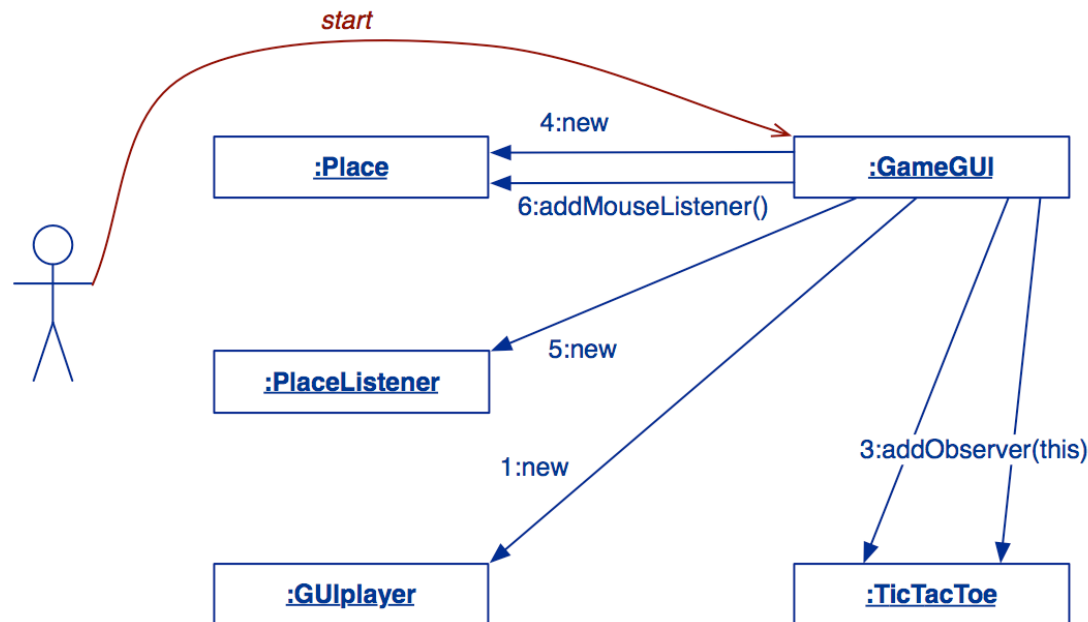 start
4:new
:Place
:GameGUI
6:addMouseListener()
5:new
:PlaceListener
3:addObserver(this)
1:new
:GUIplayer
:TicTacToe